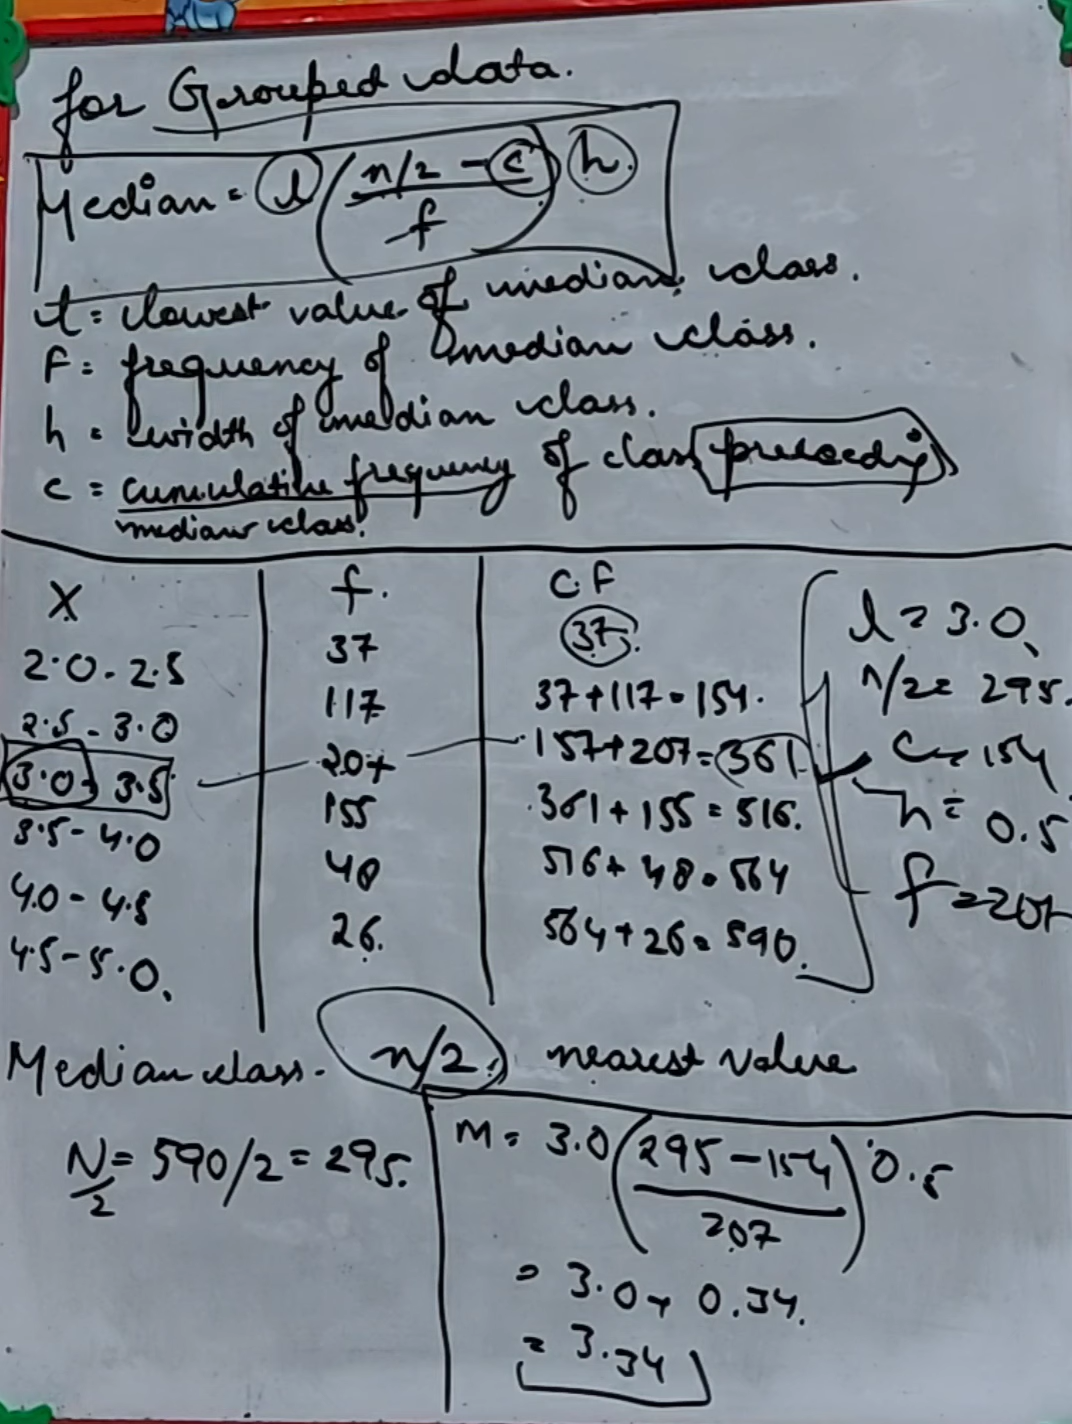 for Grouped data.
Median = l (n/2 - c / f) h.
l = lowest value of median class.
F = frequency of median class.
h = width of median class.
c = cumulative frequency of class preceding
median class.
X f. C.F
2.0 - 2.5 37 37
2.5 - 3.0 117 37+117=154.
3.0 - 3.5 207 157+207=361
3.5 - 4.0 155 361+155=516.
4.0 - 4.5 48 516+48=564
4.5 - 5.0 26. 564+26=590.
l = 3.0
n/2 = 295.
c = 154
h = 0.5
f = 207
Median class. n/2. nearest value
N/2 = 590/2 = 295.
M = 3.0 (295-154 / 207) 0.5
= 3.0 + 0.34.
= 3.34